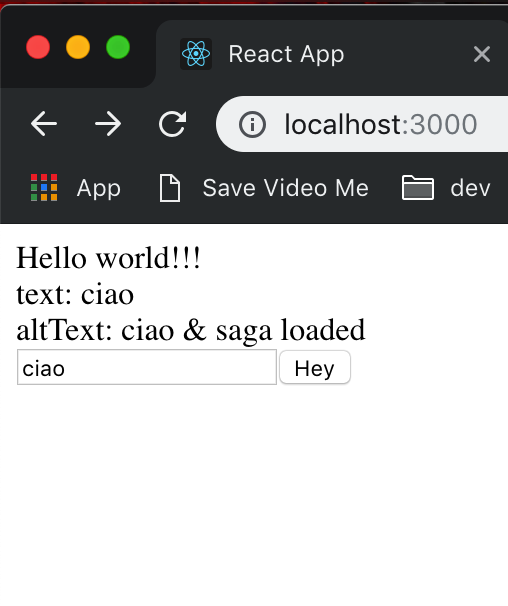 React App
localhost:3000
App Save Video Me dev
Hello world!!!
text: ciao
altText: ciao & saga loaded
ciao Hey